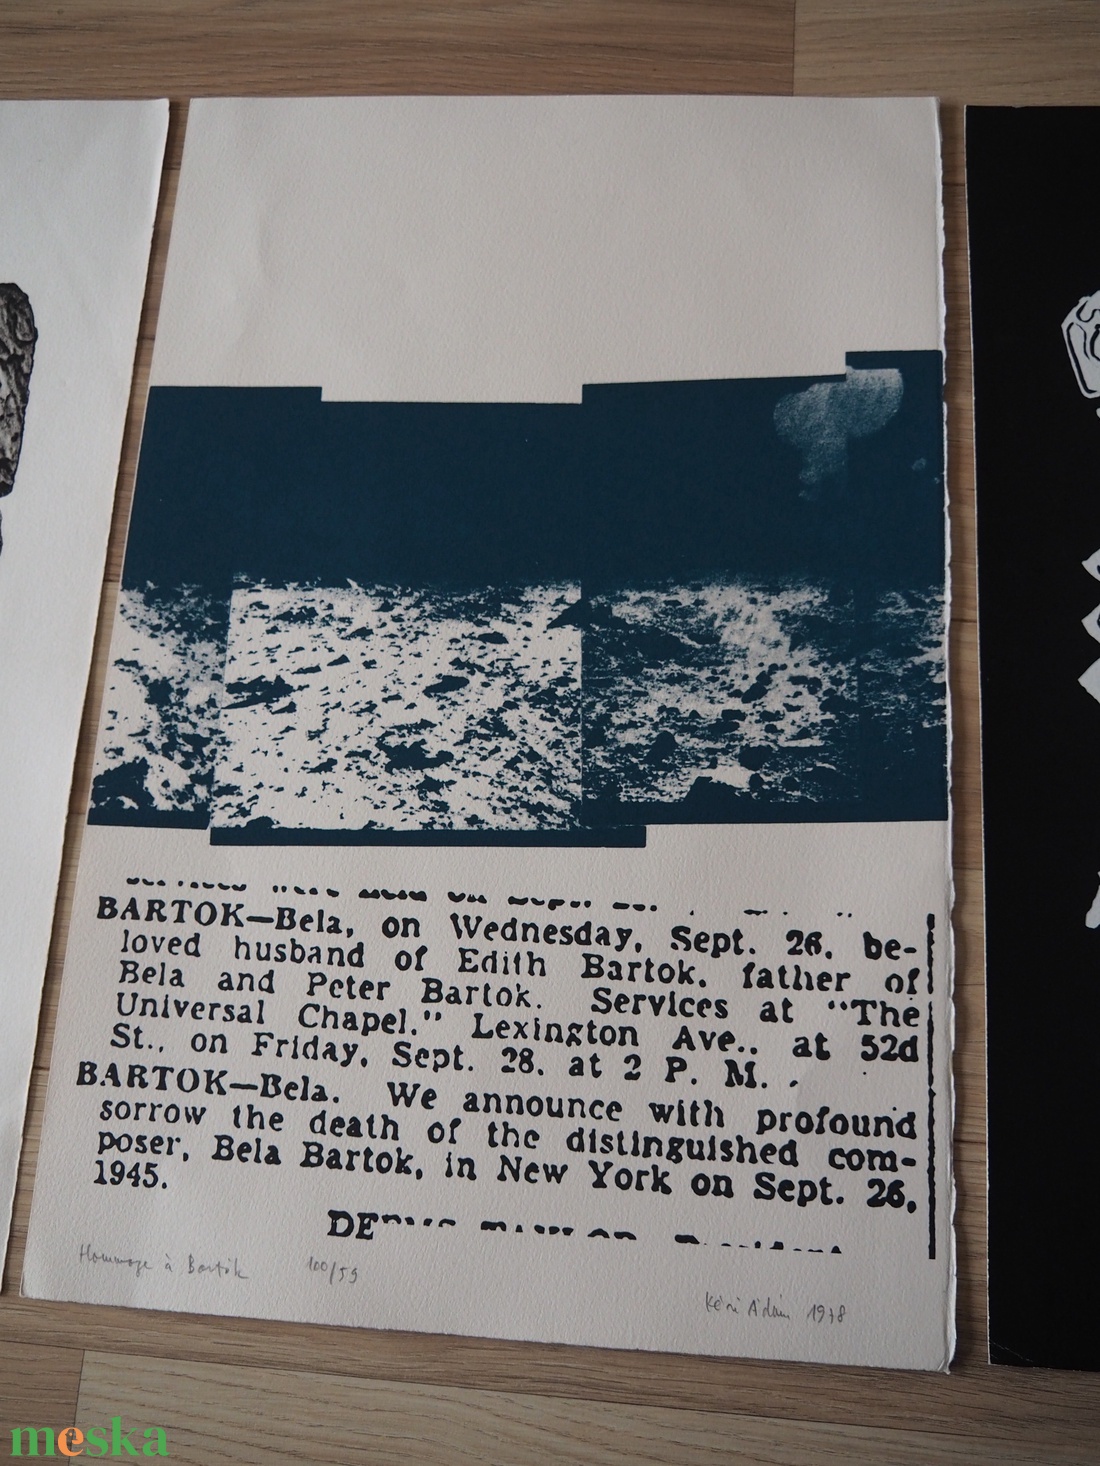 BARTOK—Bela, on Wednesday, Sept. 26, be-
loved husband of Edith Bartok, father of
Bela and Peter Bartok. Services at "The
Universal Chapel." Lexington Ave., at 52d
St., on Friday, Sept. 28, at 2 P. M.
BARTOK—Bela. We announce with profound
sorrow the death of the distinguished com-
poser, Bela Bartok, in New York on Sept. 26,
1945.
Hommage à Bartók 100/59
Kéri Ádám 1978
meska